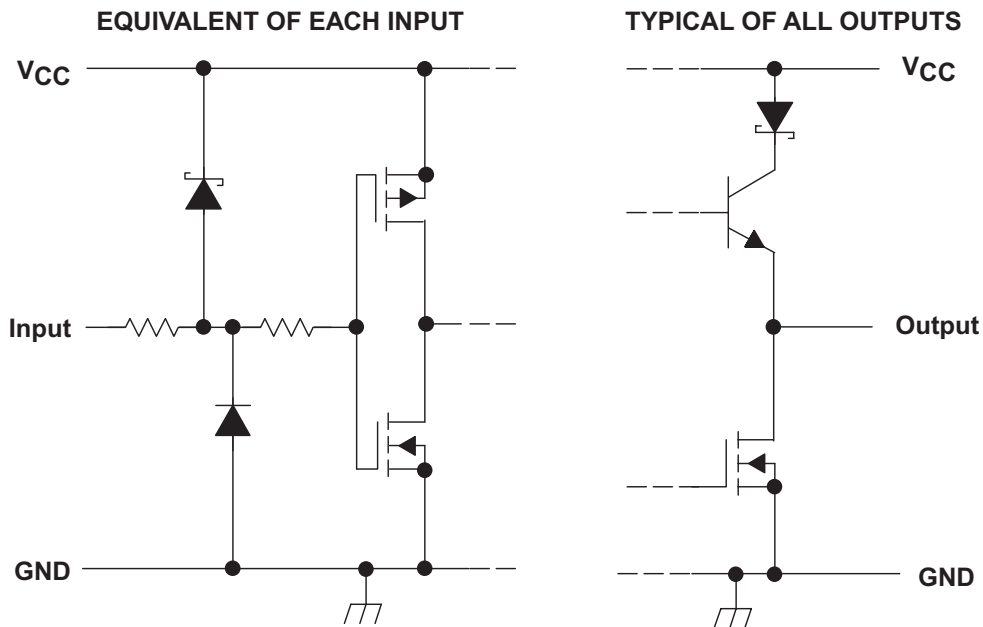 EQUIVALENT OF EACH INPUT
VCC
Input
GND
TYPICAL OF ALL OUTPUTS
VCC
Output
GND